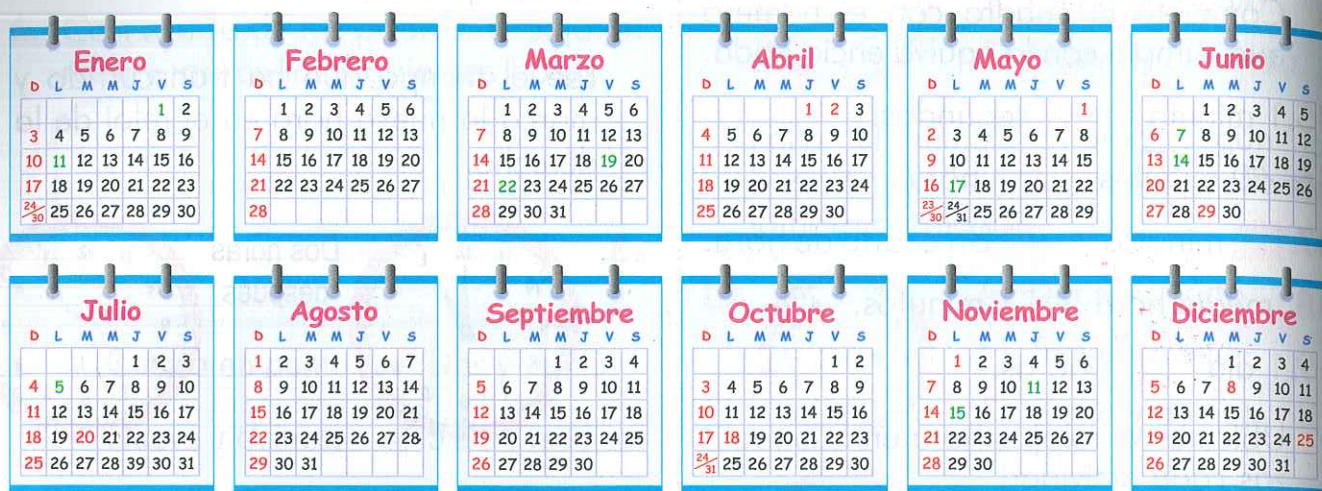 Enero
D L M M J V S
1 2
3 4 5 6 7 8 9
10 11 12 13 14 15 16
17 18 19 20 21 22 23
24/30 25 26 27 28 29 30
Febrero
D L M M J V S
1 2 3 4 5 6
7 8 9 10 11 12 13
14 15 16 17 18 19 20
21 22 23 24 25 26 27
28
Marzo
D L M M J V S
1 2 3 4 5 6
7 8 9 10 11 12 13
14 15 16 17 18 19 20
21 22 23 24 25 26 27
28 29 30 31
Abril
D L M M J V S
1 2 3
4 5 6 7 8 9 10
11 12 13 14 15 16 17
18 19 20 21 22 23 24
25 26 27 28 29 30
Mayo
D L M M J V S
1
2 3 4 5 6 7 8
9 10 11 12 13 14 15
16 17 18 19 20 21 22
23/30 24/31 25 26 27 28 29
Junio
D L M M J V S
1 2 3 4 5
6 7 8 9 10 11 12
13 14 15 16 17 18 19
20 21 22 23 24 25 26
27 28 29 30
Julio
D L M M J V S
1 2 3
4 5 6 7 8 9 10
11 12 13 14 15 16 17
18 19 20 21 22 23 24
25 26 27 28 39 30 31
Agosto
D L M M J V S
1 2 3 4 5 6 7
8 9 10 11 12 13 14
15 16 17 18 19 20 21
22 23 24 25 26 27 28
29 30 31
Septiembre
D L M M J V S
1 2 3 4
5 6 7 8 9 10 11
12 13 14 15 16 17 18
19 20 21 22 23 24 25
26 27 28 29 30
Octubre
D L M M J V S
1 2
3 4 5 6 7 8 9
10 11 12 13 14 15 16
17 18 19 20 21 22 23
24/31 25 26 27 28 29 30
Noviembre
D L M M J V S
1 2 3 4 5 6
7 8 9 10 11 12 13
14 15 16 17 18 19 20
21 22 23 24 25 26 27
28 29 30
Diciembre
D L M M J V S
1 2 3 4
5 6 7 8 9 10 11
12 13 14 15 16 17 18
19 20 21 22 23 24 25
26 27 28 29 30 31